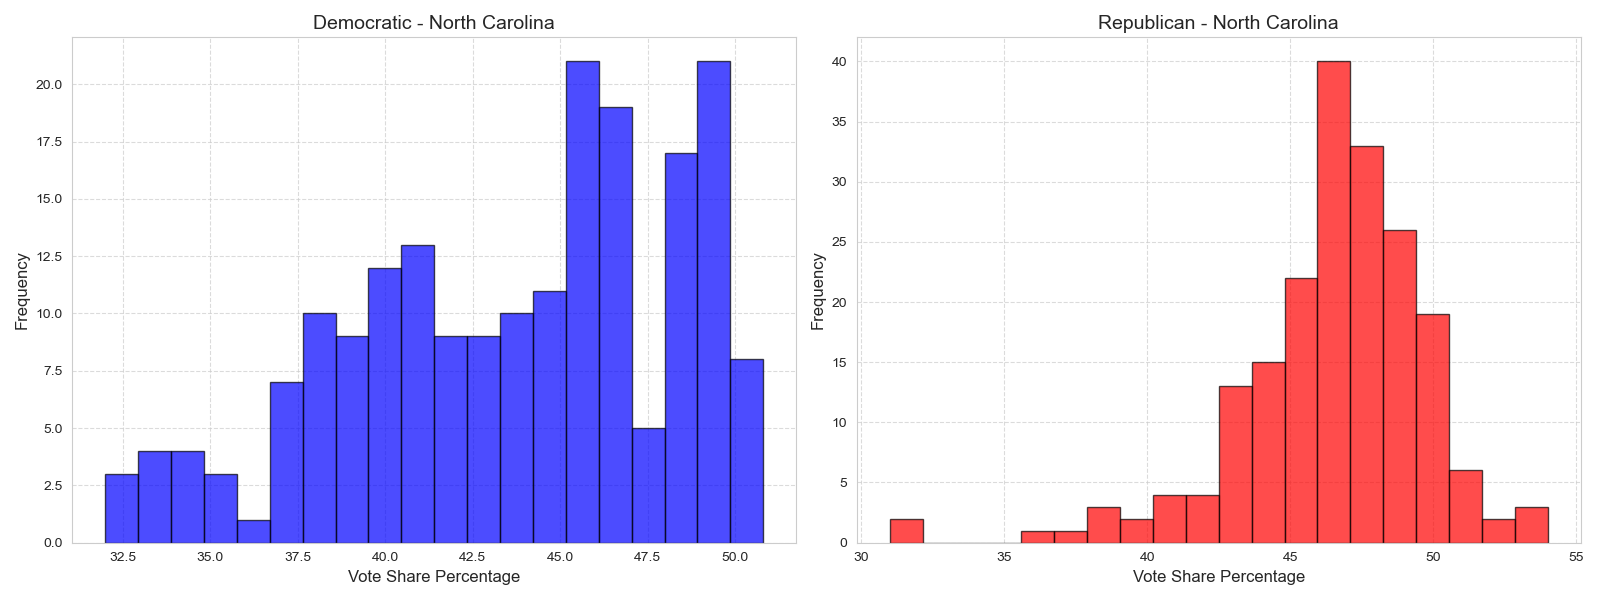 Democratic - North Carolina
Frequency
20.0
17.5
15.0
12.5
10.0
7.5
5.0
2.5
0.0
32.5 35.0 37.5 40.0 42.5 45.0 47.5 50.0
Vote Share Percentage
Republican - North Carolina
Frequency
40
35
30
25
20
15
10
5
0
30 35 40 45 50 55
Vote Share Percentage